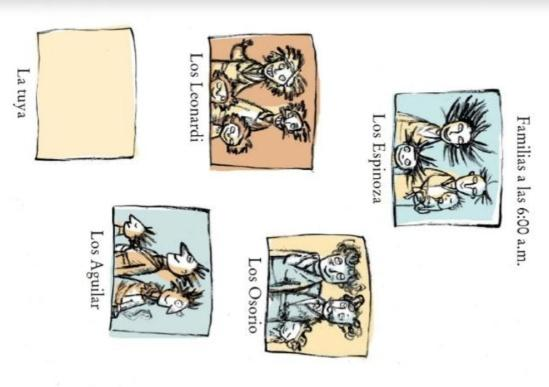 Familias a las 6:00 a.m.
Los Espinoza
Los Osorio
Los Leonardi
Los Aguilar
La tuya